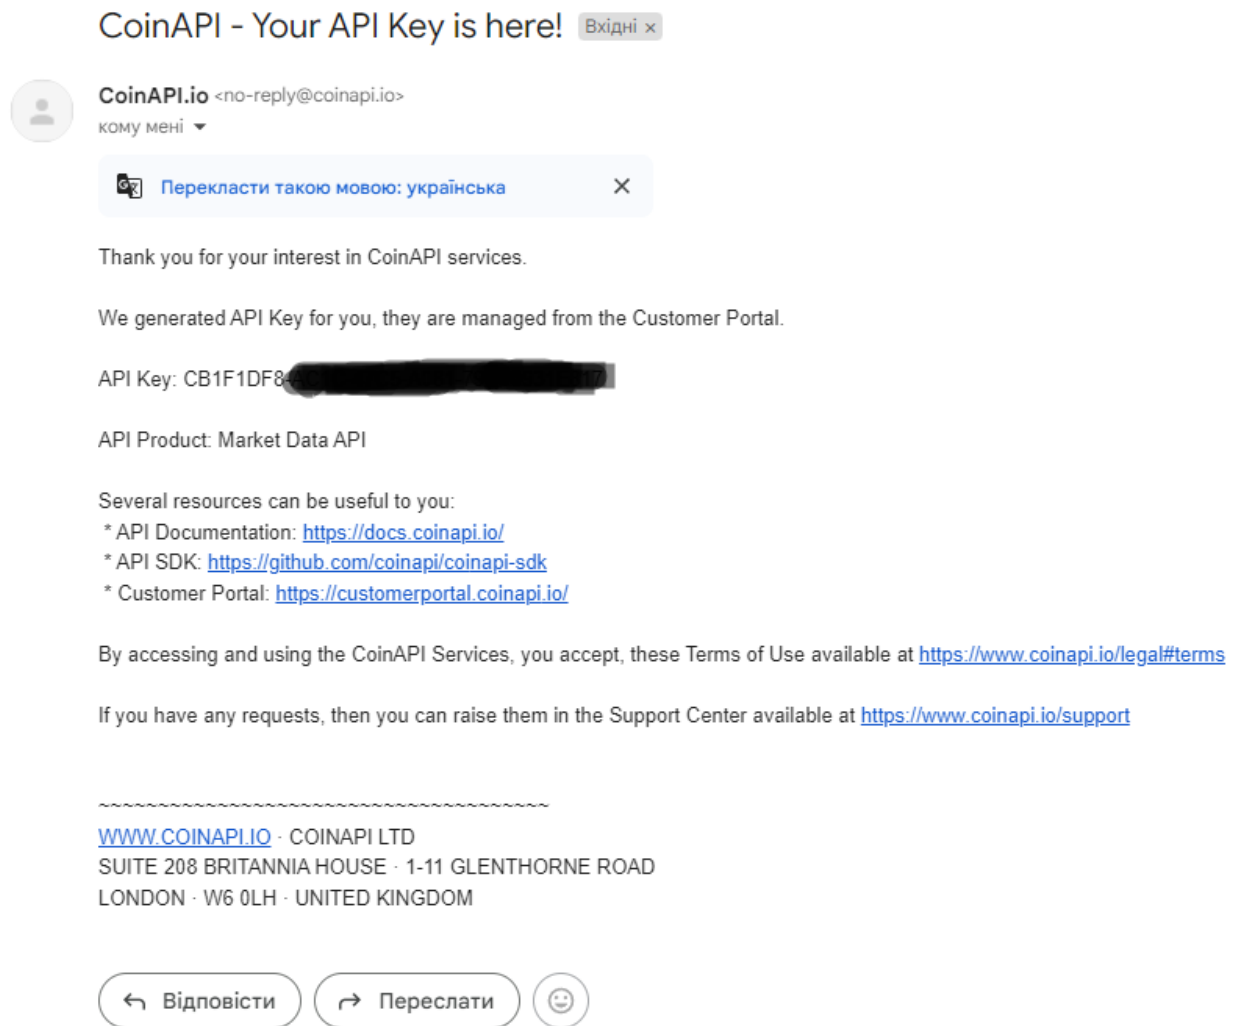 CoinAPI - Your API Key is here! Вхідні ×
CoinAPI.io <no-reply@coinapi.io>
кому мені
Перекласти такою мовою: українська
Thank you for your interest in CoinAPI services.
We generated API Key for you, they are managed from the Customer Portal.
API Key: CB1F1DF8
API Product: Market Data API
Several resources can be useful to you:
* API Documentation: https://docs.coinapi.io/
* API SDK: https://github.com/coinapi/coinapi-sdk
* Customer Portal: https://customerportal.coinapi.io/
By accessing and using the CoinAPI Services, you accept, these Terms of Use available at https://www.coinapi.io/legal#terms
If you have any requests, then you can raise them in the Support Center available at https://www.coinapi.io/support
~~~~~~~~~~~~~~~~~~~~~~~~~~~~~~~~~~~~~~
WWW.COINAPI.IO · COINAPI LTD
SUITE 208 BRITANNIA HOUSE · 1-11 GLENTHORNE ROAD
LONDON · W6 0LH · UNITED KINGDOM
Відповісти
Переслати